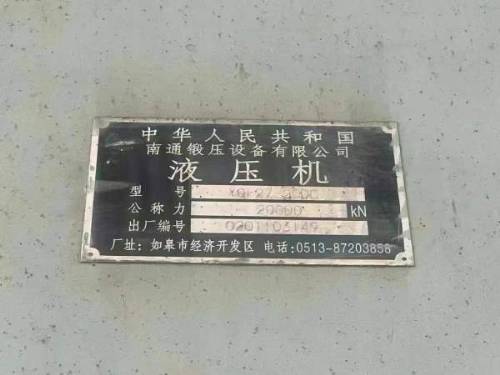 中华人民共和国
南通锻压设备有限公司
液压机
型号
公称力 20000 kN
出厂编号 0201103149
厂址:如皋市经济开发区 电话:0513-87203858